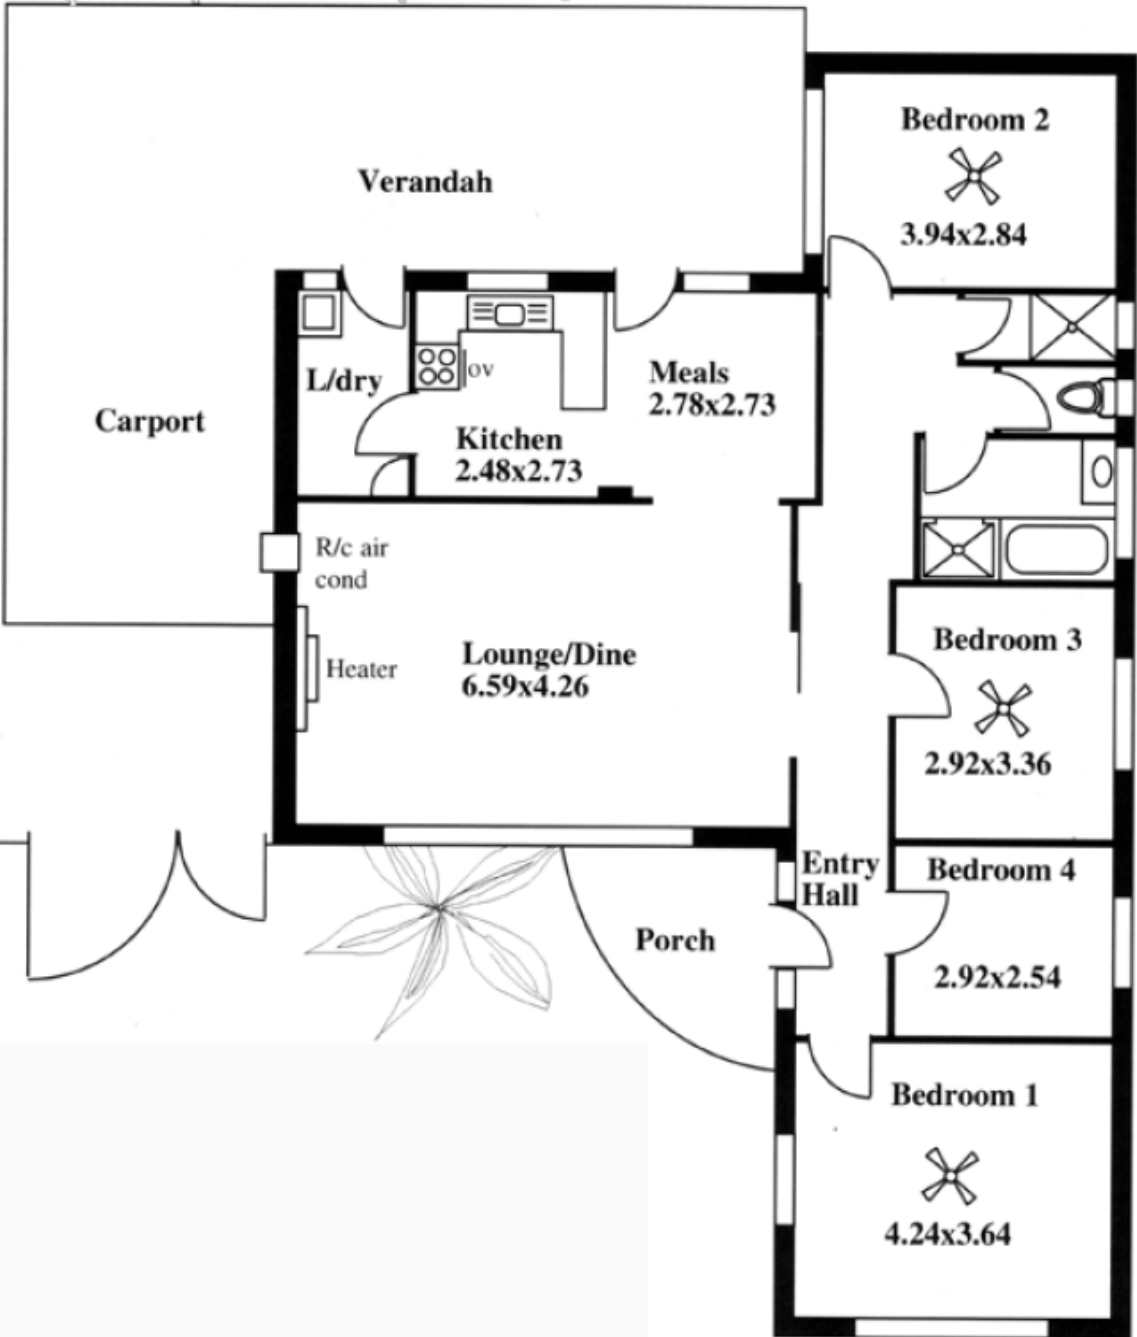 Bedroom 2
3.94x2.84
Verandah
L/dry
ov
Meals
2.78x2.73
Carport
Kitchen
2.48x2.73
R/c air
cond
Heater
Lounge/Dine
6.59x4.26
Bedroom 3
2.92x3.36
Entry
Hall
Bedroom 4
2.92x2.54
Porch
Bedroom 1
4.24x3.64